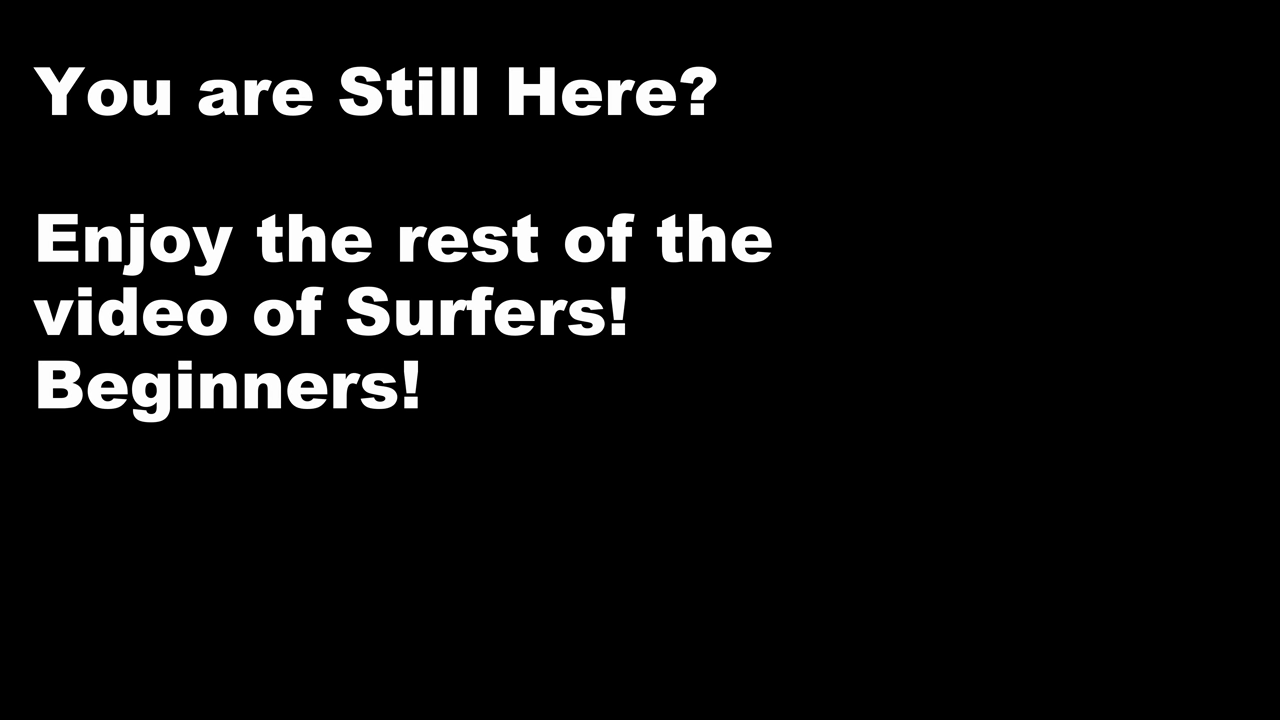 You are Still Here?
Enjoy the rest of the
video of Surfers!
Beginners!